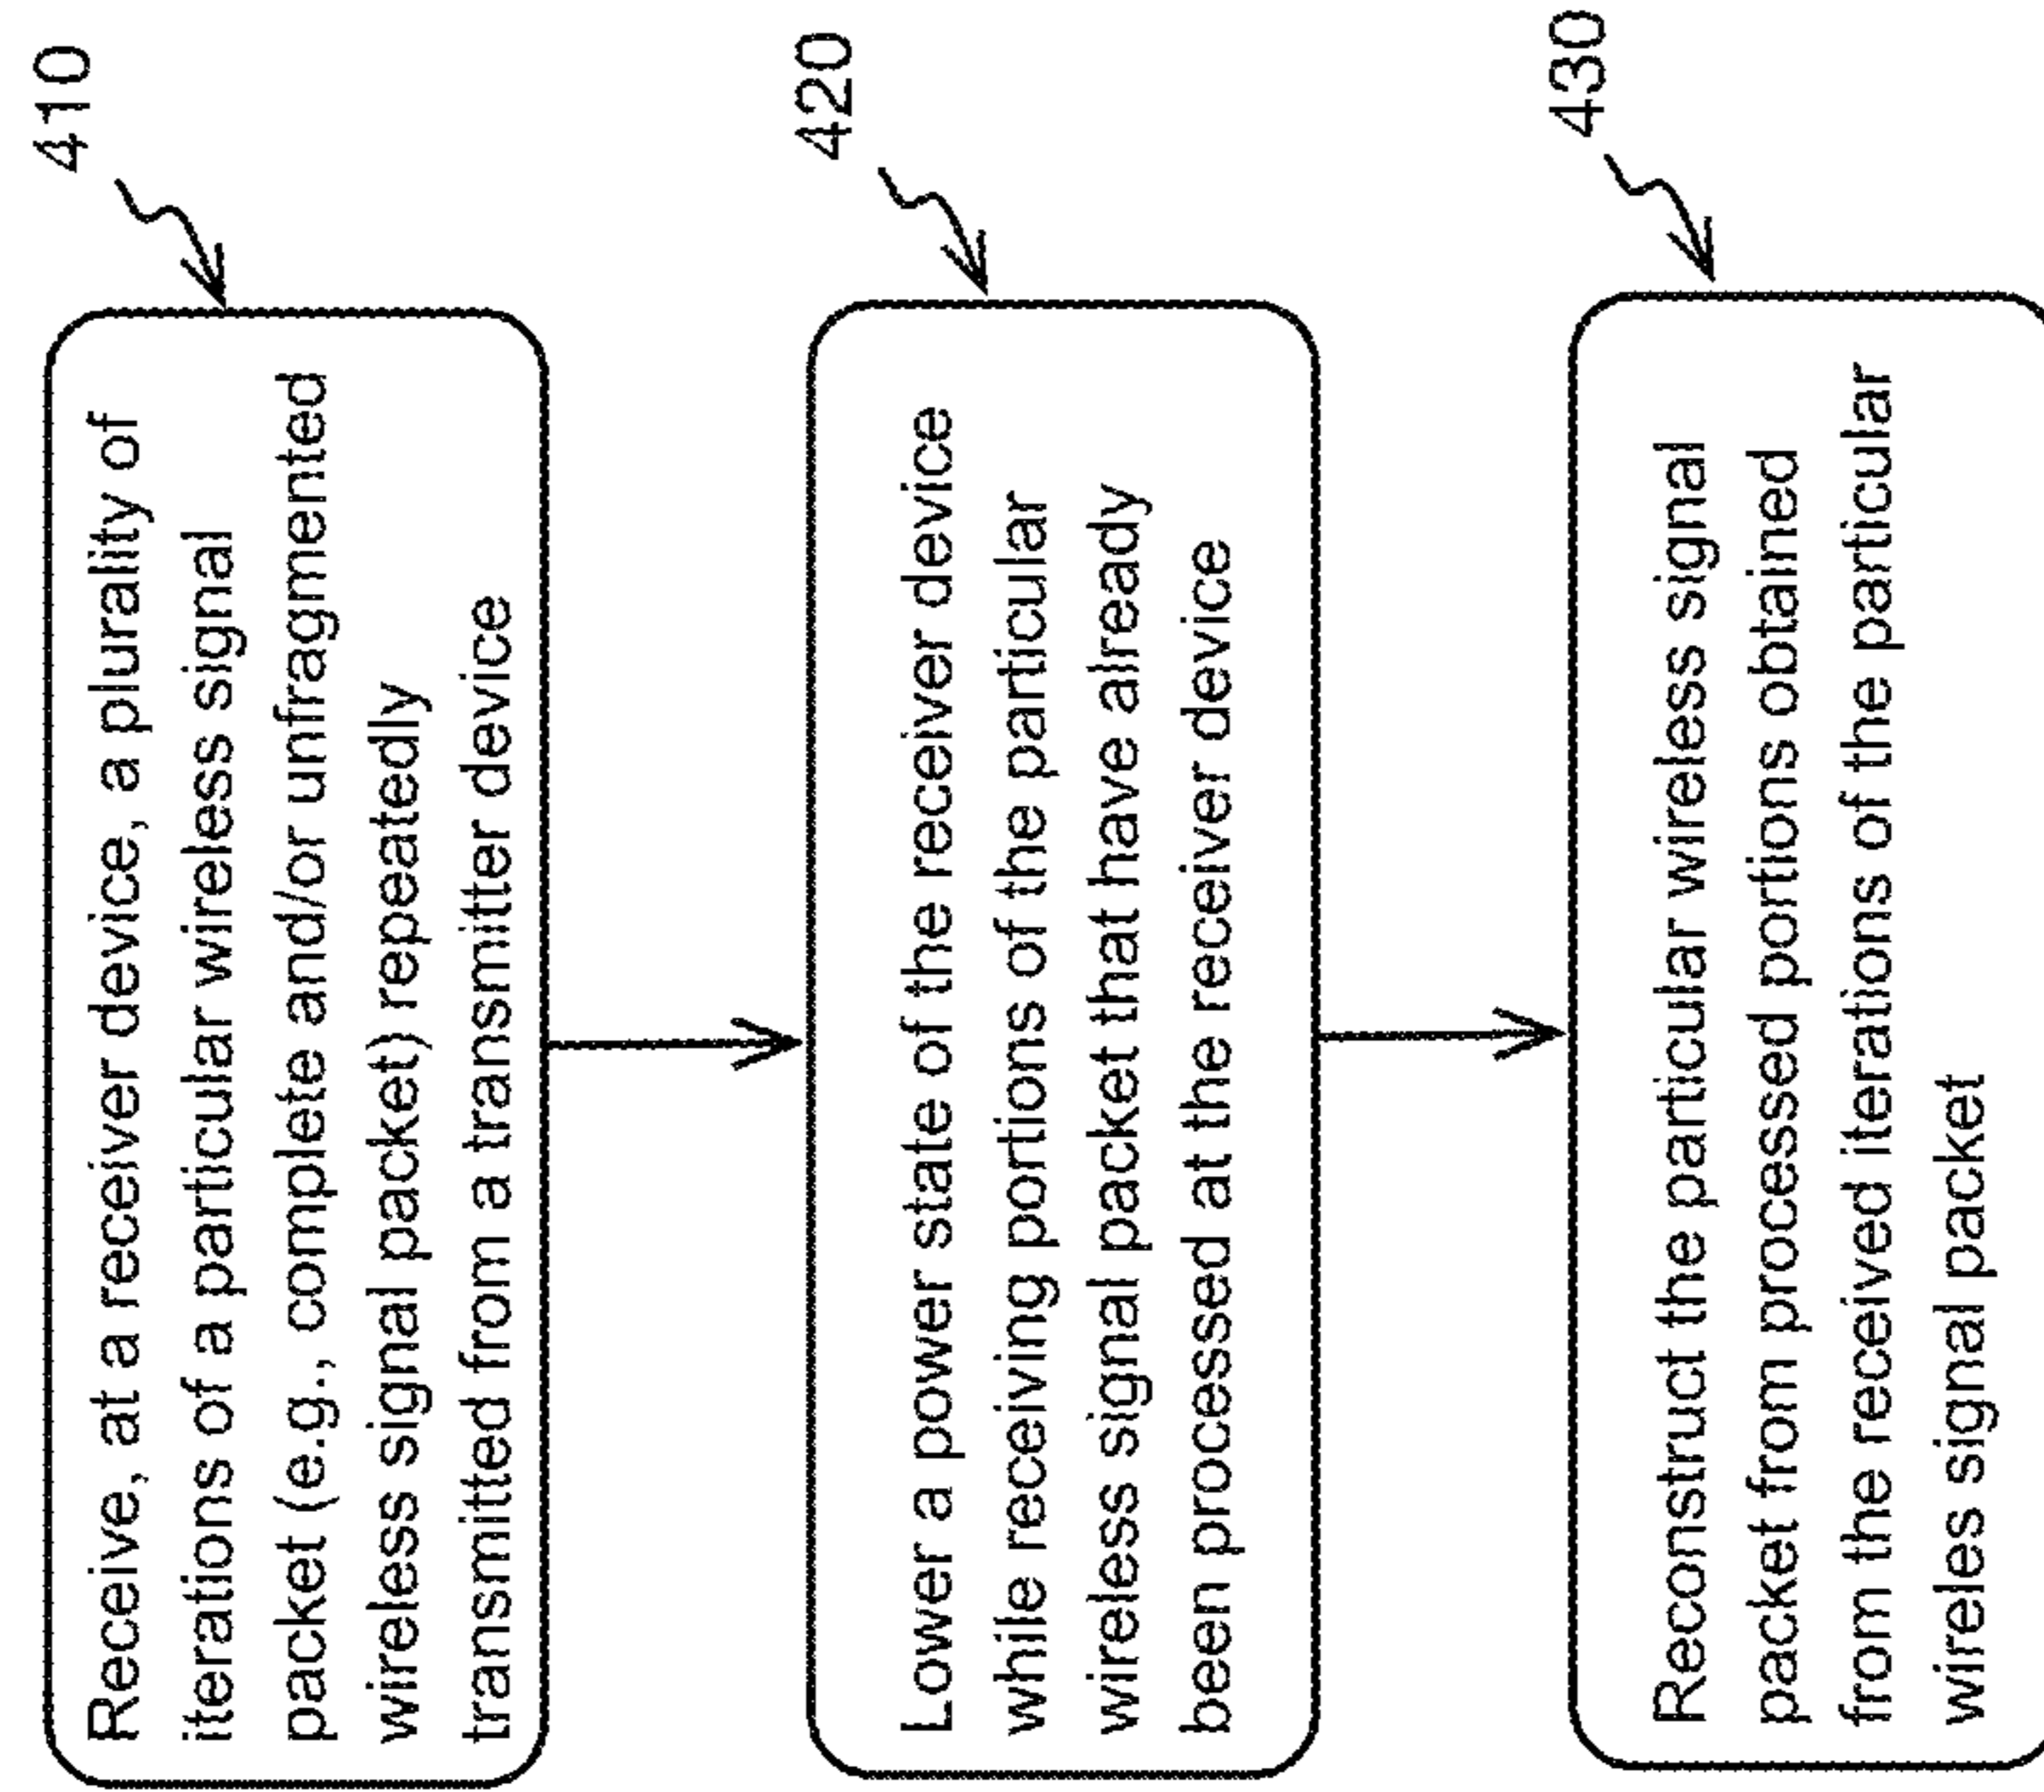 410
Receive, at a receiver device, a plurality of
iterations of a particular wireless signal
packet (e.g., complete and/or unfragmented
wireless signal packet) repeatedly
transmitted from a transmitter device
420
Lower a power state of the receiver device
while receiving portions of the particular
wireless signal packet that have already
been processed at the receiver device
430
Reconstruct the particular wireless signal
packet from processed portions obtained
from the received iterations of the particular
wireless signal packet